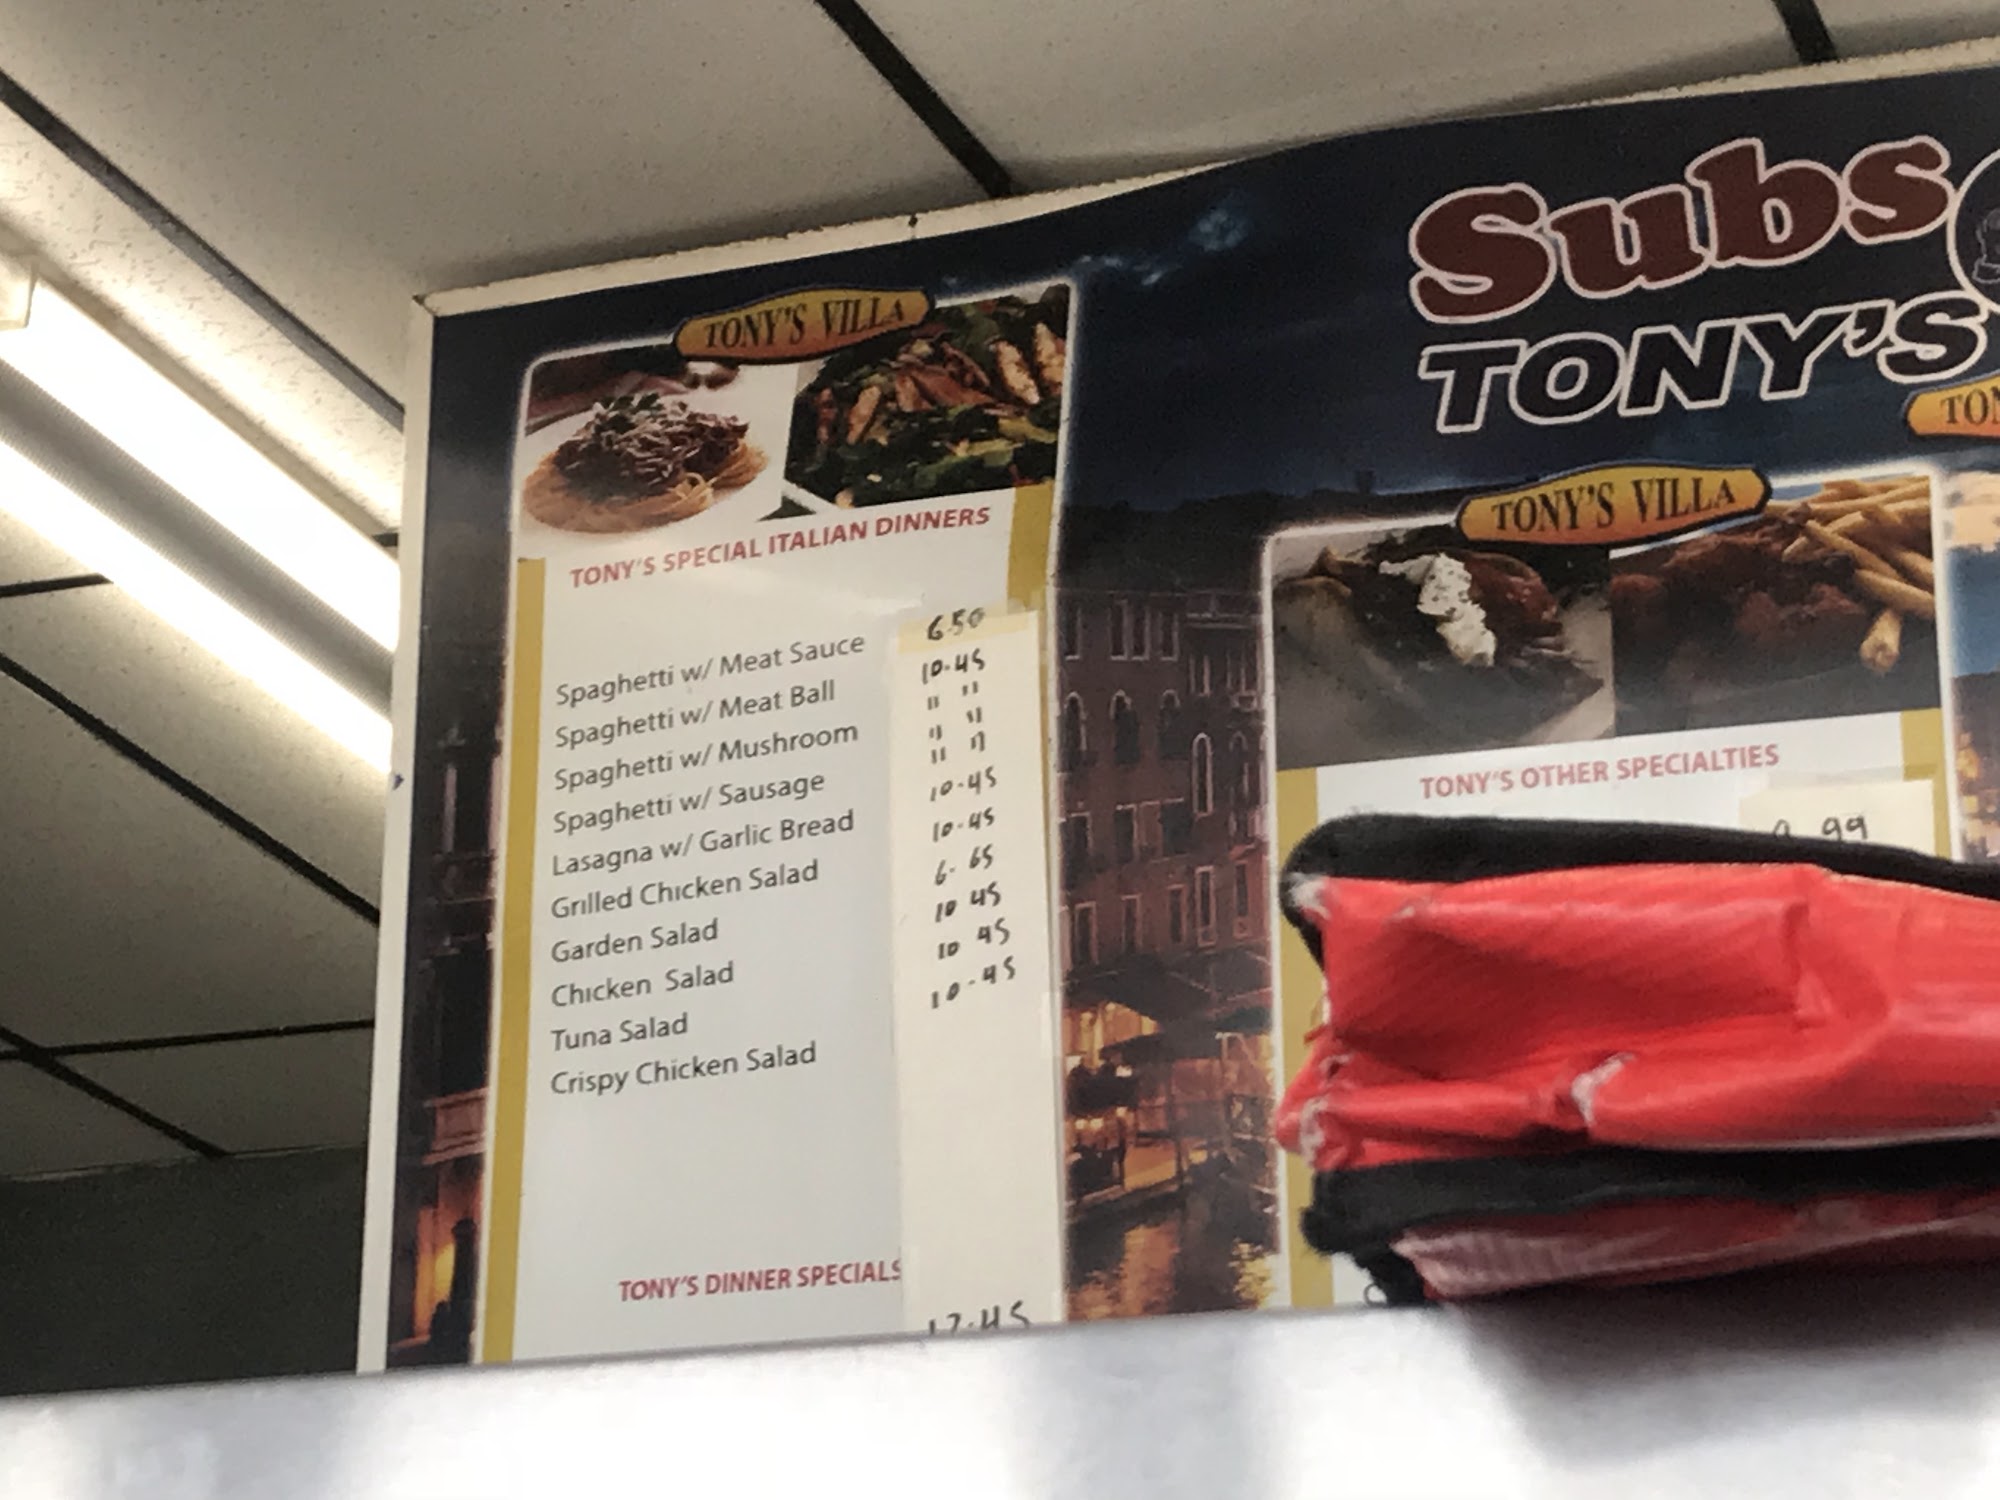 TONY'S VILLA
TONY'S SPECIAL ITALIAN DINNERS
Spaghetti w/ Meat Sauce 6.50
Spaghetti w/ Meat Ball 10.45
Spaghetti w/ Mushroom " "
Spaghetti w/ Sausage " "
Lasagna w/ Garlic Bread " "
Grilled Chicken Salad 10.45
Garden Salad 10.45
Chicken Salad 6.65
Tuna Salad 10 45
Crispy Chicken Salad 10 45
10.45
TONY'S DINNER SPECIALS
Subs
TONY'S
TONY'S VILLA
TONY'S OTHER SPECIALTIES